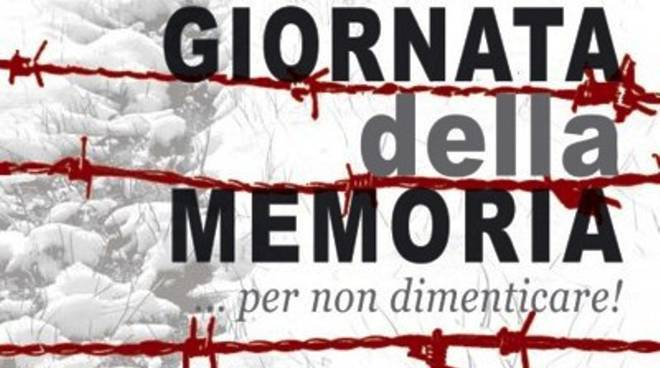 GIORNATA
della
MEMORIA
... per non dimenticare!